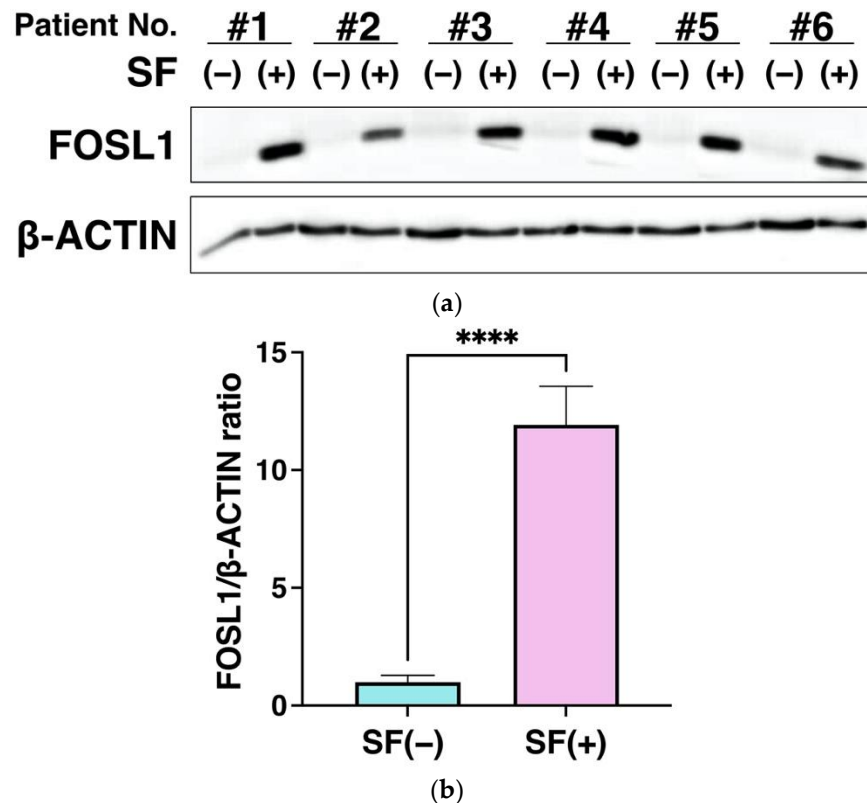 Patient No. #1 #2 #3 #4 #5 #6
SF (−) (+) (−) (+) (−) (+) (−) (+) (−) (+) (−) (+)
FOSL1
β-ACTIN
(a)
****
15
10
5
0
FOSL1/β-ACTIN ratio
SF(−) SF(+)
(b)